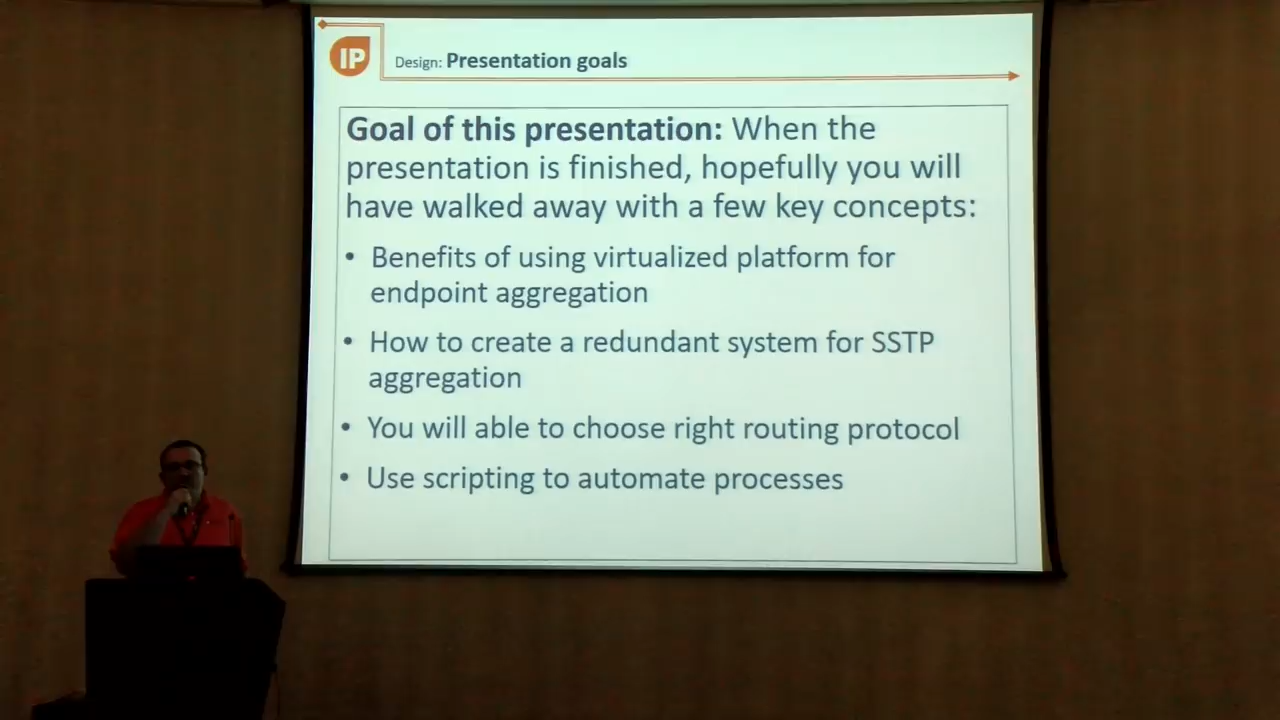 IP
Design: Presentation goals
Goal of this presentation: When the
presentation is finished, hopefully you will
have walked away with a few key concepts:
• Benefits of using virtualized platform for
endpoint aggregation
• How to create a redundant system for SSTP
aggregation
• You will able to choose right routing protocol
• Use scripting to automate processes